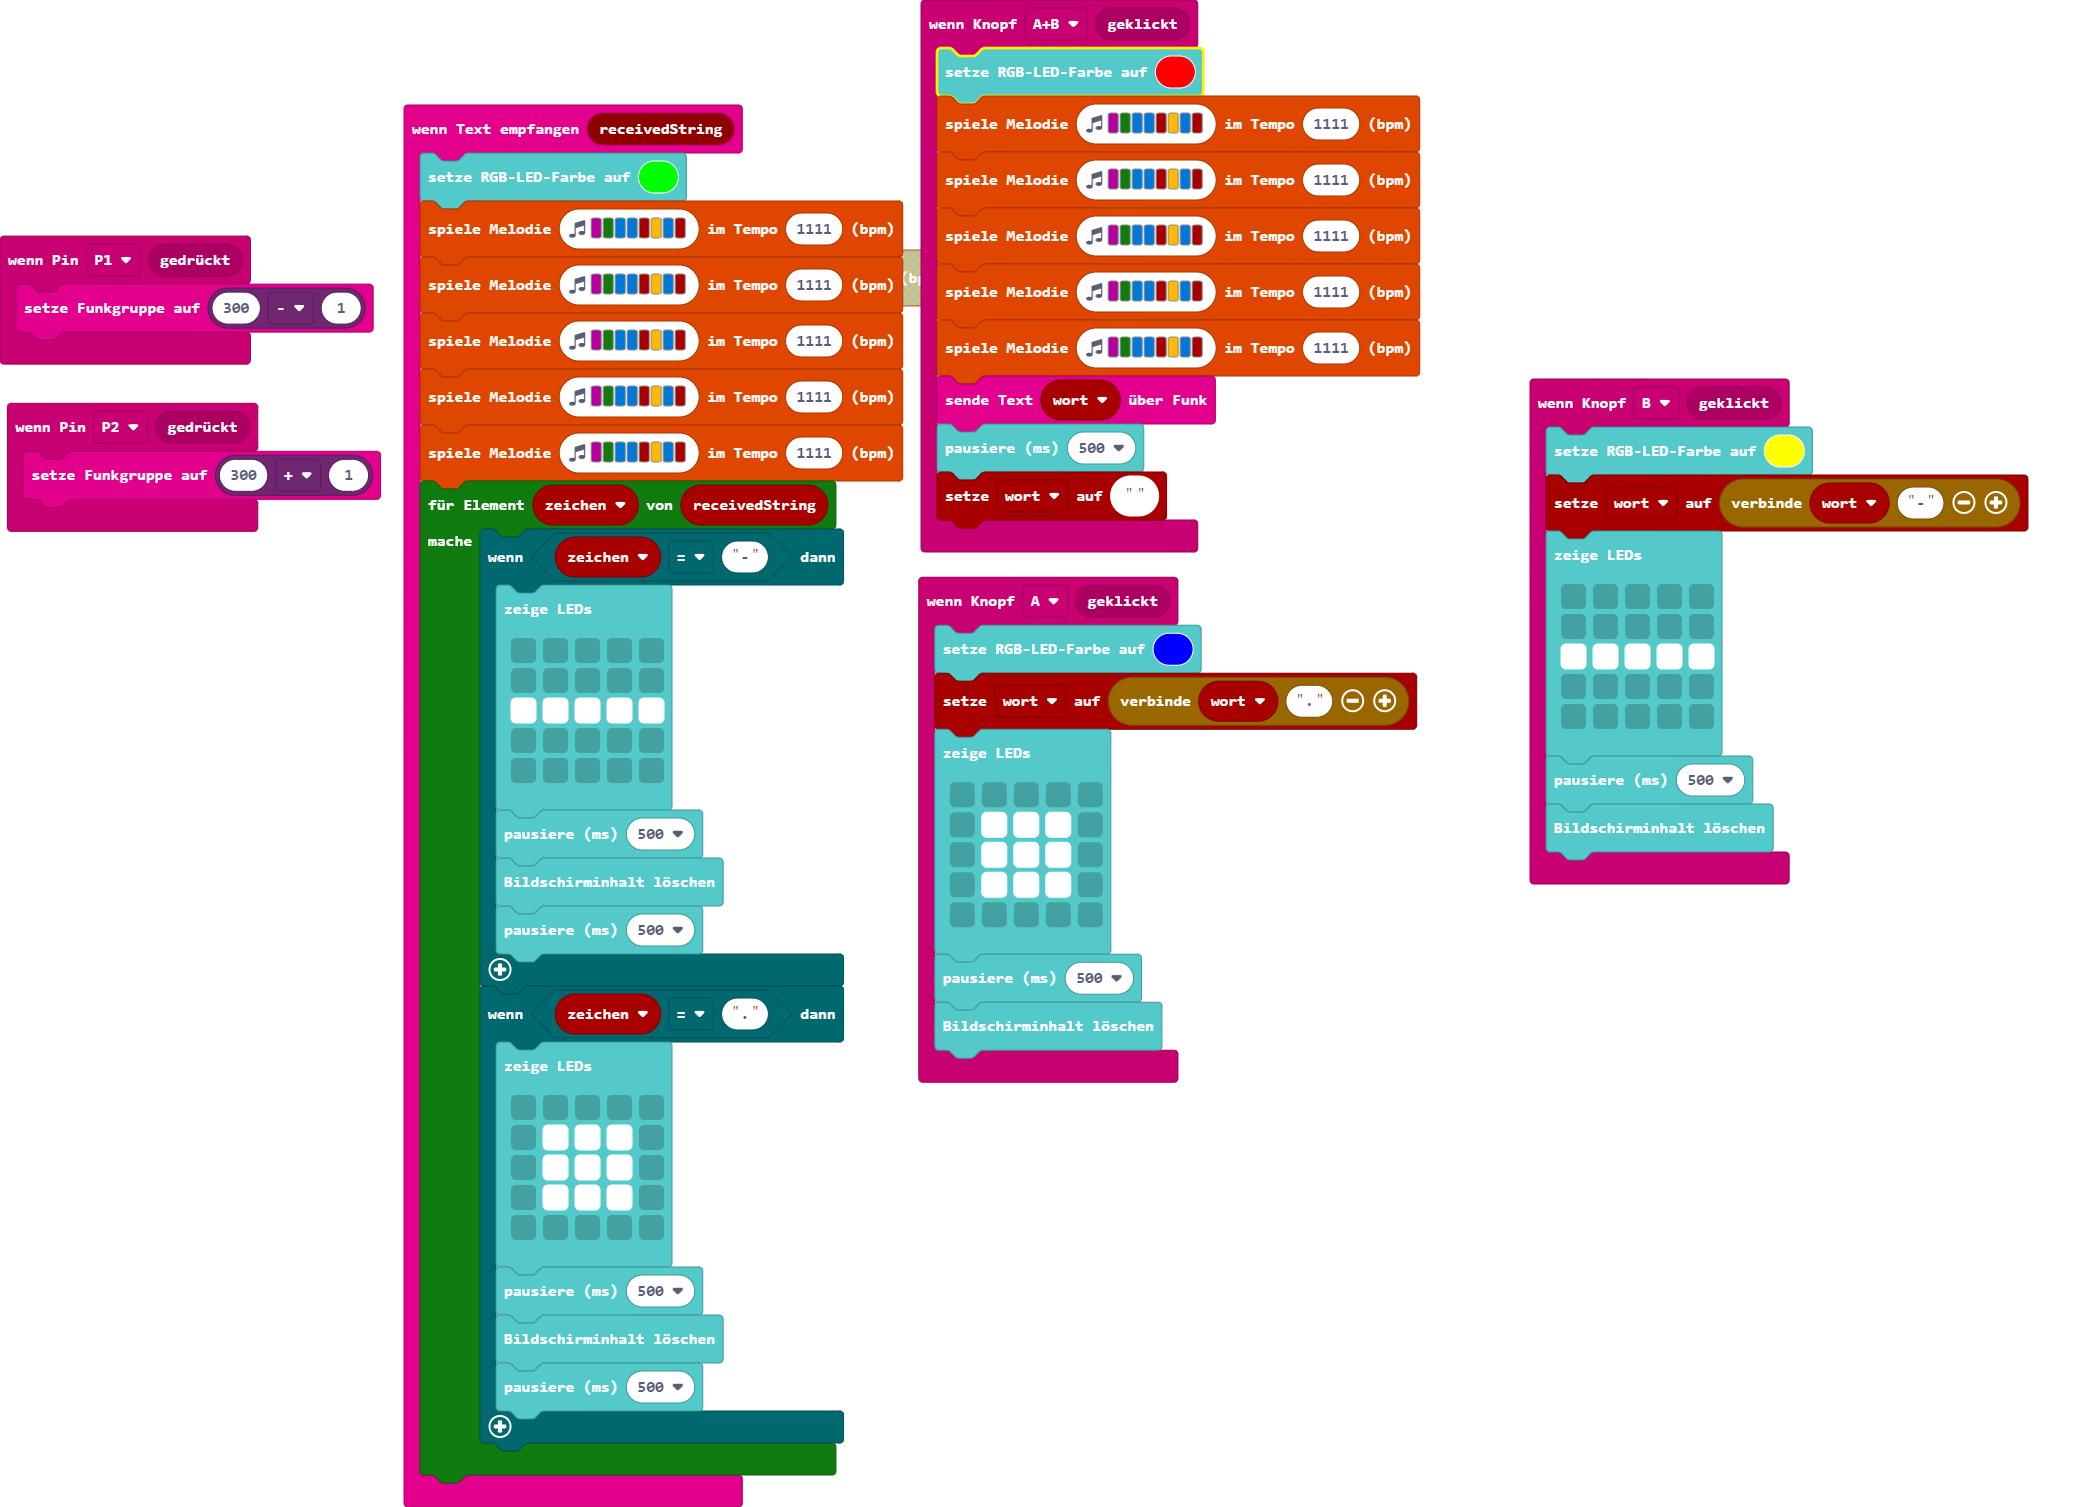 wenn Pin P1 gedrückt
setze Funkgruppe auf 300 - 1
wenn Pin P2 gedrückt
setze Funkgruppe auf 300 + 1
wenn Text empfangen receivedString
setze RGB-LED-Farbe auf
spiele Melodie im Tempo 1111 (bpm)
spiele Melodie im Tempo 1111 (bpm)
spiele Melodie im Tempo 1111 (bpm)
spiele Melodie im Tempo 1111 (bpm)
spiele Melodie im Tempo 1111 (bpm)
für Element zeichen von receivedString
mache
wenn zeichen = "-" dann
zeige LEDs
pausiere (ms) 500
Bildschirminhalt löschen
pausiere (ms) 500
wenn zeichen = "." dann
zeige LEDs
pausiere (ms) 500
Bildschirminhalt löschen
pausiere (ms) 500
wenn Knopf A+B geklickt
setze RGB-LED-Farbe auf
spiele Melodie im Tempo 1111 (bpm)
spiele Melodie im Tempo 1111 (bpm)
spiele Melodie im Tempo 1111 (bpm)
spiele Melodie im Tempo 1111 (bpm)
spiele Melodie im Tempo 1111 (bpm)
sende Text wort über Funk
pausiere (ms) 500
setze wort auf " "
wenn Knopf A geklickt
setze RGB-LED-Farbe auf
setze wort auf verbinde wort "."
zeige LEDs
pausiere (ms) 500
Bildschirminhalt löschen
wenn Knopf B geklickt
setze RGB-LED-Farbe auf
setze wort auf verbinde wort "-"
zeige LEDs
pausiere (ms) 500
Bildschirminhalt löschen